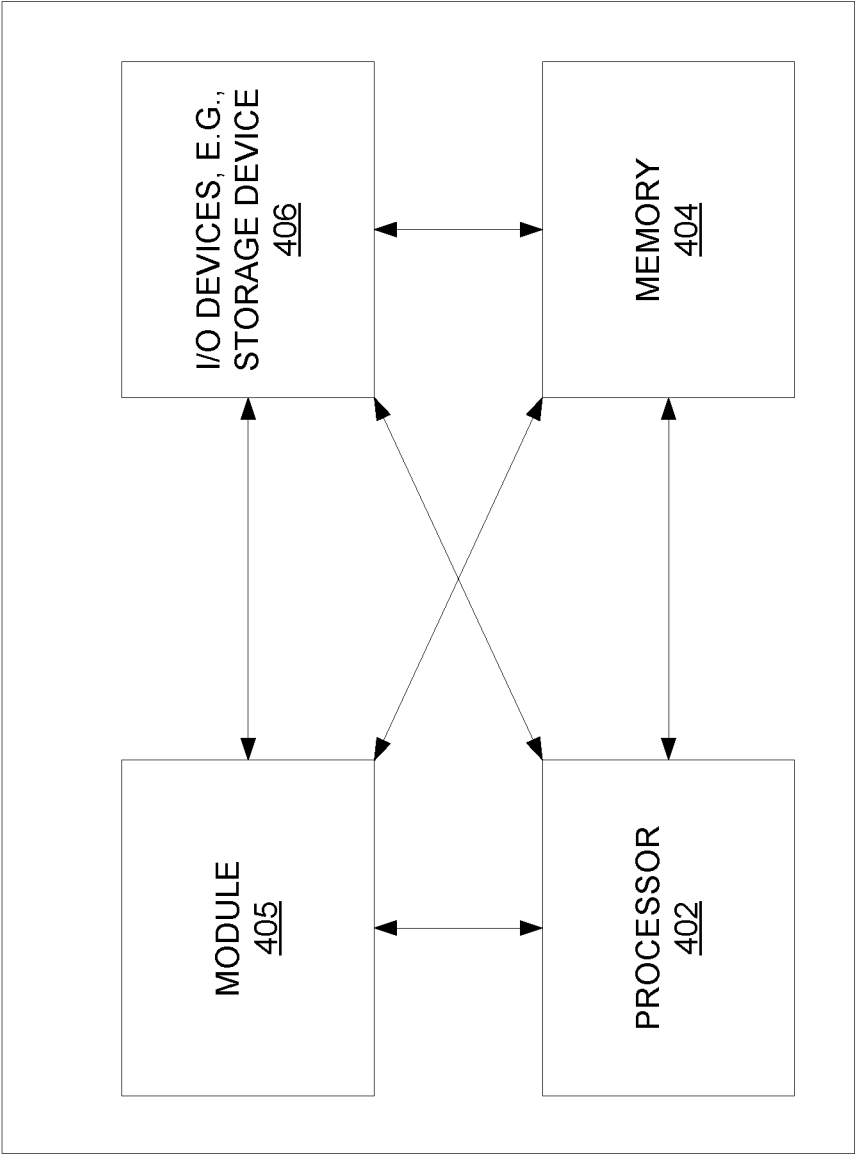 MODULE
405
I/O DEVICES, E.G.,
STORAGE DEVICE
406
PROCESSOR
402
MEMORY
404